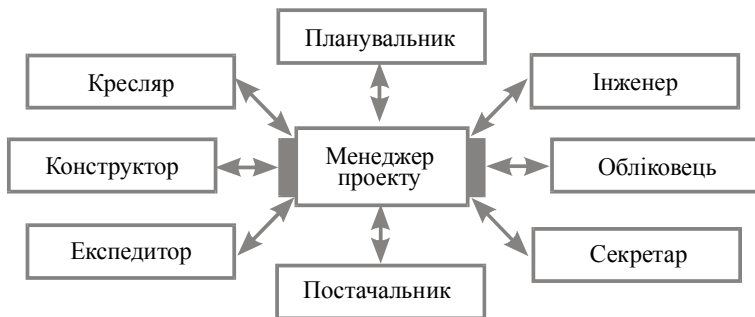 Планувальник
Кресляр
Інженер
Конструктор
Менеджер
проекту
Обліковець
Експедитор
Секретар
Постачальник